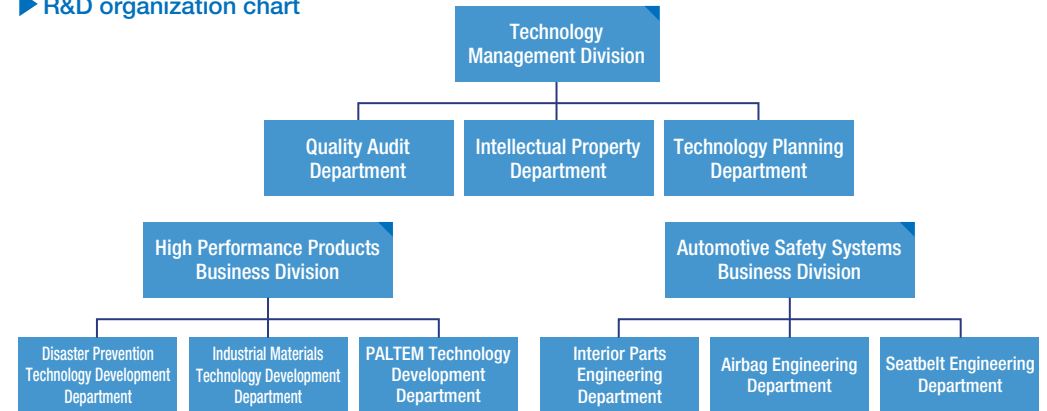 R&D organization chart
Technology
Management Division
Quality Audit
Department
Intellectual Property
Department
Technology Planning
Department
High Performance Products
Business Division
Automotive Safety Systems
Business Division
Disaster Prevention
Technology Development
Department
Industrial Materials
Technology Development
Department
PALTEM Technology
Development
Department
Interior Parts
Engineering
Department
Airbag Engineering
Department
Seatbelt Engineering
Department